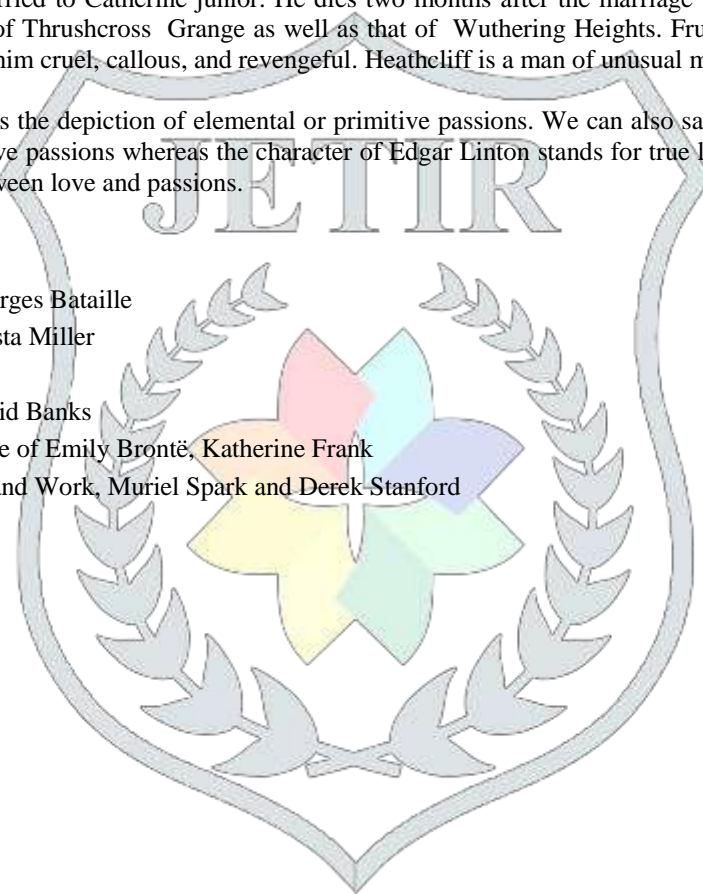 rried to Catherine junior. He dies two months after the marriage
of Thrushcross Grange as well as that of Wuthering Heights. Fru
him cruel, callous, and revengeful. Heathcliff is a man of unusual m
s the depiction of elemental or primitive passions. We can also sa
ve passions whereas the character of Edgar Linton stands for true l
ween love and passions.
JETIR
rges Bataille
sta Miller
id Banks
e of Emily Brontë, Katherine Frank
and Work, Muriel Spark and Derek Stanford